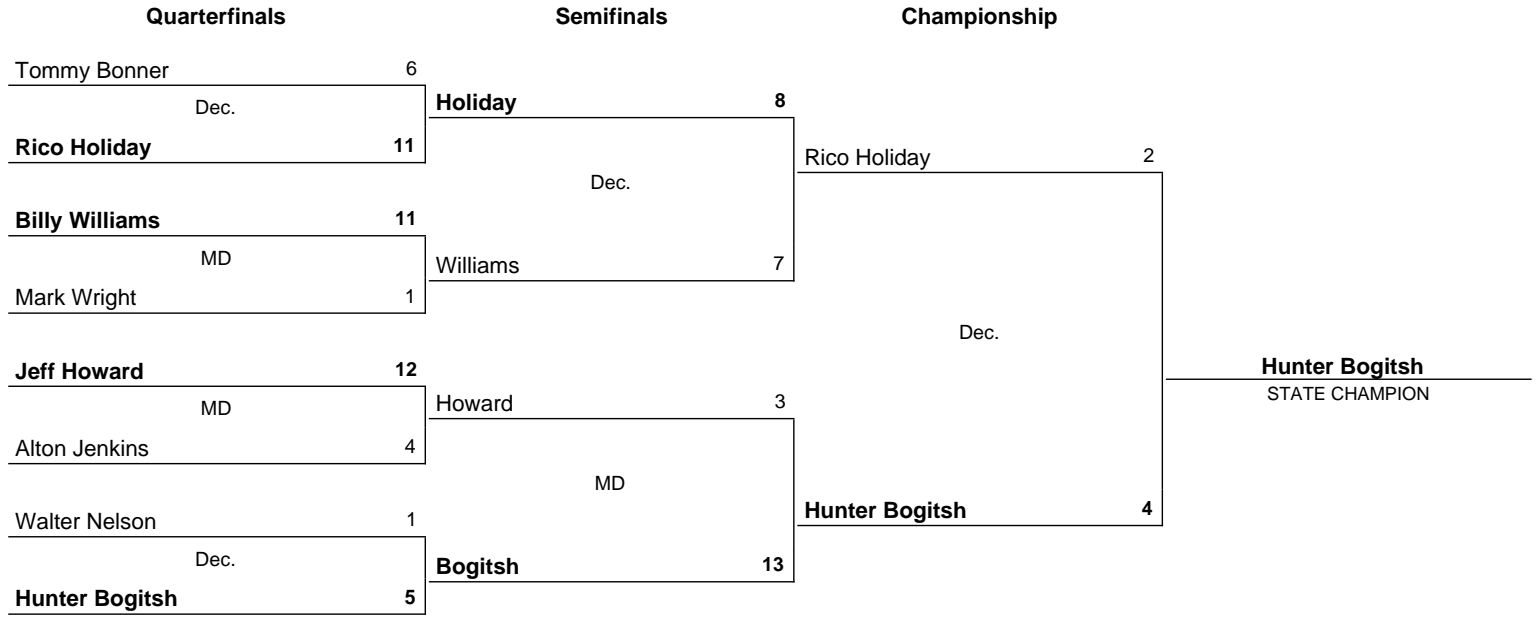 Quarterfinals Semifinals Championship
Tommy Bonner 6
Dec.
Rico Holiday 11
Billy Williams 11
MD
Mark Wright 1
Jeff Howard 12
MD
Alton Jenkins 4
Walter Nelson 1
Dec.
Hunter Bogitsh 5
Holiday 8
Dec.
Williams 7
Howard 3
MD
Bogitsh 13
Rico Holiday 2
Dec.
Hunter Bogitsh 4
Hunter Bogitsh
STATE CHAMPION